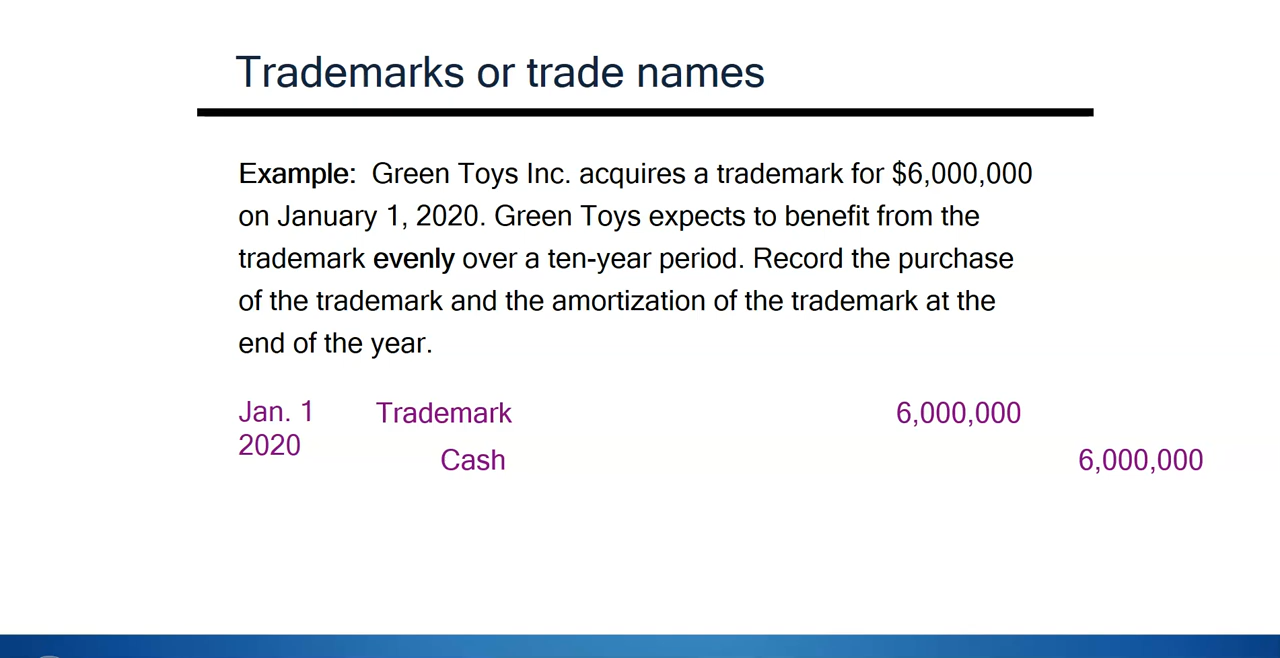 Trademarks or trade names
Example: Green Toys Inc. acquires a trademark for $6,000,000
on January 1, 2020. Green Toys expects to benefit from the
trademark evenly over a ten-year period. Record the purchase
of the trademark and the amortization of the trademark at the
end of the year.
Jan. 1 Trademark 6,000,000
2020
Cash 6,000,000